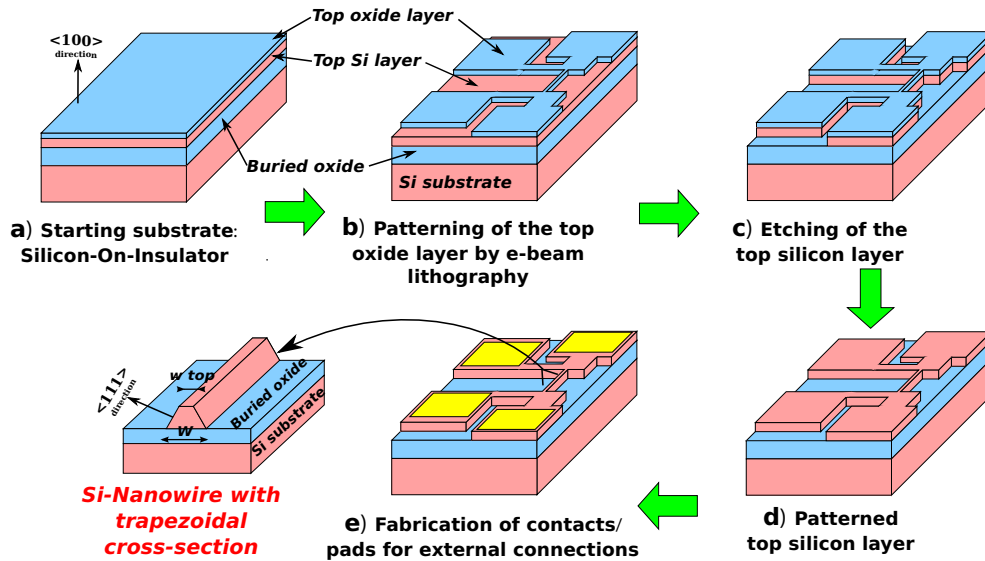 <100>
direction
Top oxide layer
Top Si layer
Buried oxide
Si substrate
a) Starting substrate:
Silicon-On-Insulator
b) Patterning of the top
oxide layer by e-beam
lithography
c) Etching of the
top silicon layer
d) Patterned
top silicon layer
e) Fabrication of contacts/
pads for external connections
<111>
direction
w top
W
Buried oxide
Si substrate
Si-Nanowire with
trapezoidal
cross-section